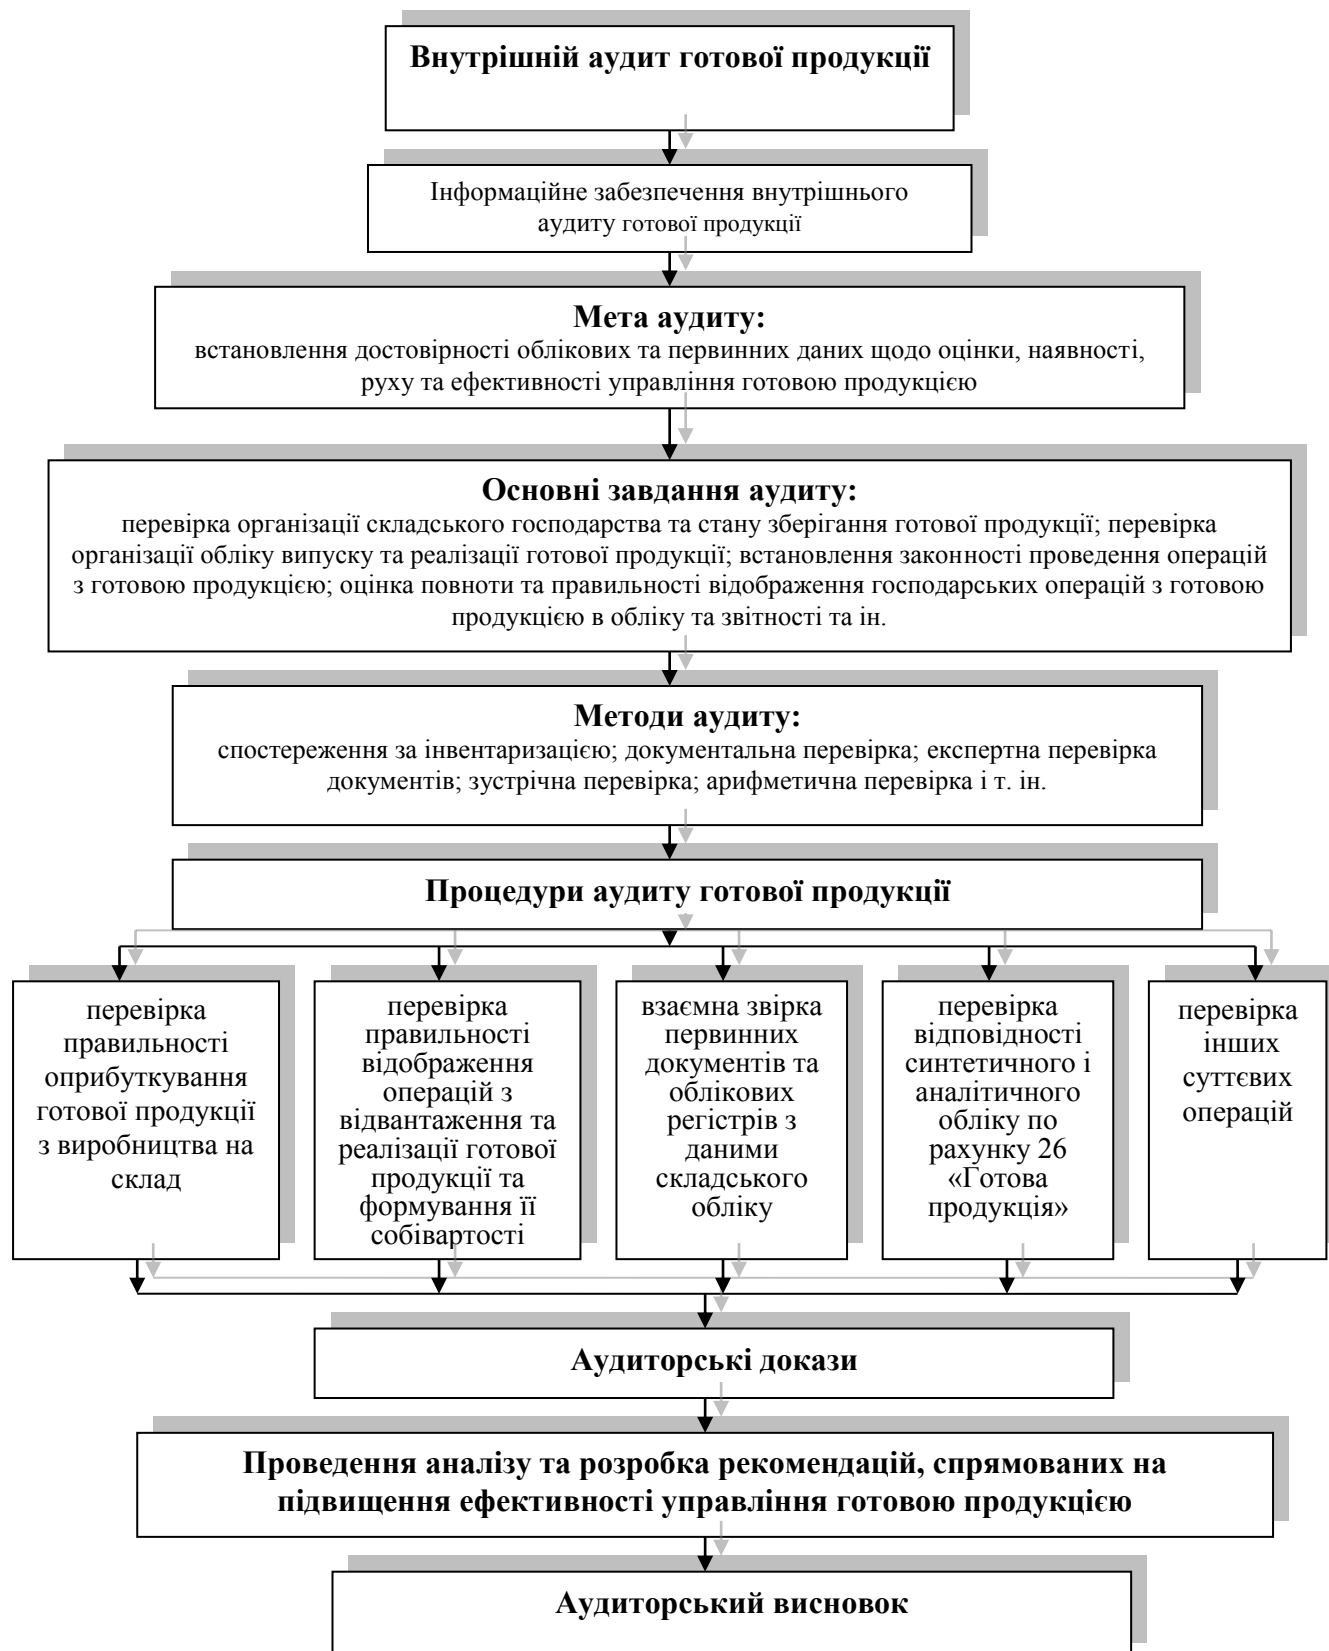 Внутрішній аудит готової продукції
Інформаційне забезпечення внутрішнього
аудиту готової продукції
Мета аудиту:
встановлення достовірності облікових та первинних даних щодо оцінки, наявності,
руху та ефективності управління готовою продукцією
Основні завдання аудиту:
перевірка організації складського господарства та стану зберігання готової продукції; перевірка
організації обліку випуску та реалізації готової продукції; встановлення законності проведення операцій
з готовою продукцією; оцінка повноти та правильності відображення господарських операцій з готовою
продукцією в обліку та звітності та ін.
Методи аудиту:
спостереження за інвентаризацією; документальна перевірка; експертна перевірка
документів; зустрічна перевірка; арифметична перевірка і т. ін.
Процедури аудиту готової продукції
перевірка
правильності
оприбуткування
готової продукції
з виробництва на
склад
перевірка
правильності
відображення
операцій з
відвантаження та
реалізації готової
продукції та
формування її
собівартості
взаємна звірка
первинних
документів та
облікових
регістрів з
даними
складського
обліку
перевірка
відповідності
синтетичного і
аналітичного
обліку по
рахунку 26
«Готова
продукція»
перевірка
інших
суттєвих
операцій
Аудиторські докази
Проведення аналізу та розробка рекомендацій, спрямованих на
підвищення ефективності управління готовою продукцією
Аудиторський висновок